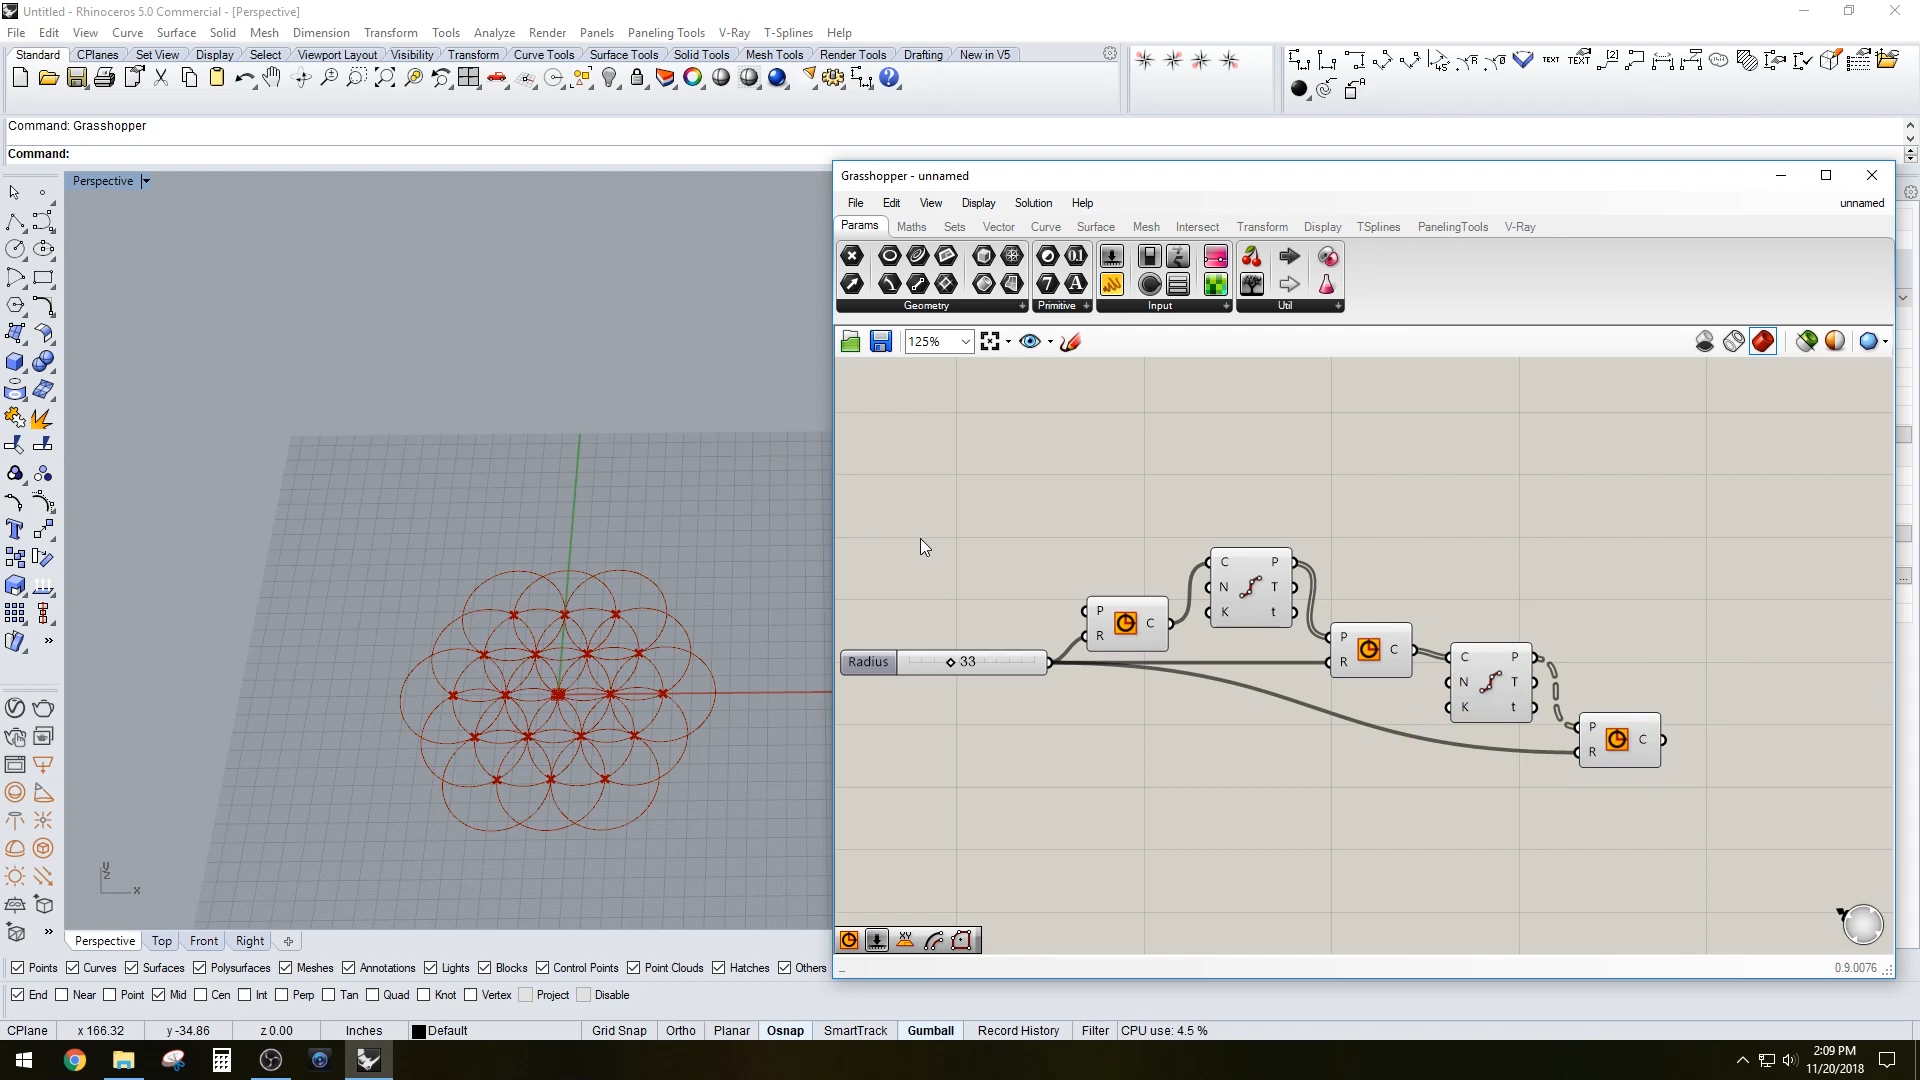 Untitled - Rhinoceros 5.0 Commercial - [Perspective]
File Edit View Curve Surface Solid Mesh Dimension Transform Tools Analyze Render Panels Paneling Tools V-Ray T-Splines Help
Standard CPlanes Set View Display Select Viewport Layout Visibility Transform Curve Tools Surface Tools Solid Tools Mesh Tools Render Tools Drafting New in V5
Command: Grasshopper
Command:
Perspective
Grasshopper - unnamed
File Edit View Display Solution Help unnamed
Params Maths Sets Vector Curve Surface Mesh Intersect Transform Display TSplines PanelingTools V-Ray
Geometry Primitive Input Util
125%
C P
N T
K t
P C
R
Radius 33
P C
R
C P
N T
K t
P C
R
y
z
x
Perspective Top Front Right
0.9.0076
Points Curves Surfaces Polysurfaces Meshes Annotations Lights Blocks Control Points Point Clouds Hatches Others
End Near Point Mid Cen Int Perp Tan Quad Knot Vertex Project Disable
CPlane x 166.32 y -34.86 z 0.00 Inches Default Grid Snap Ortho Planar Osnap SmartTrack Gumball Record History Filter CPU use: 4.5 %
2:09 PM
11/20/2018